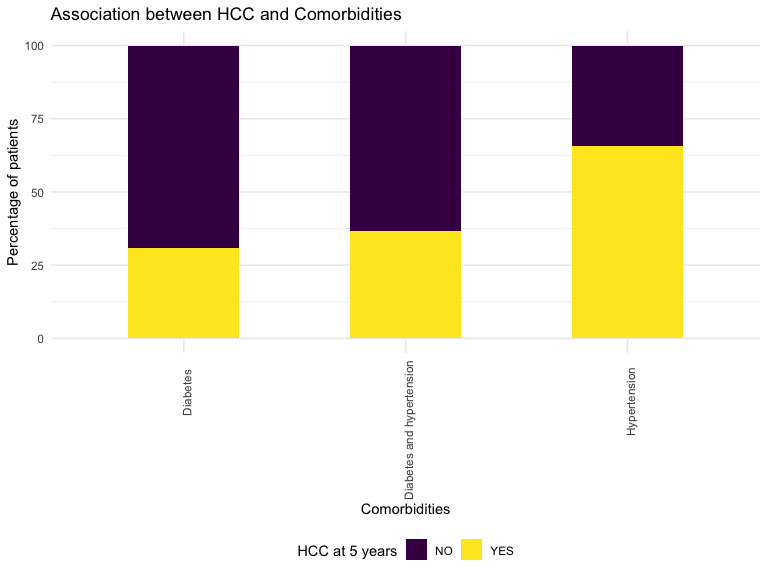 Association between HCC and Comorbidities
Percentage of patients
100
75
50
25
0
Diabetes
Diabetes and hypertension
Hypertension
Comorbidities
HCC at 5 years NO YES